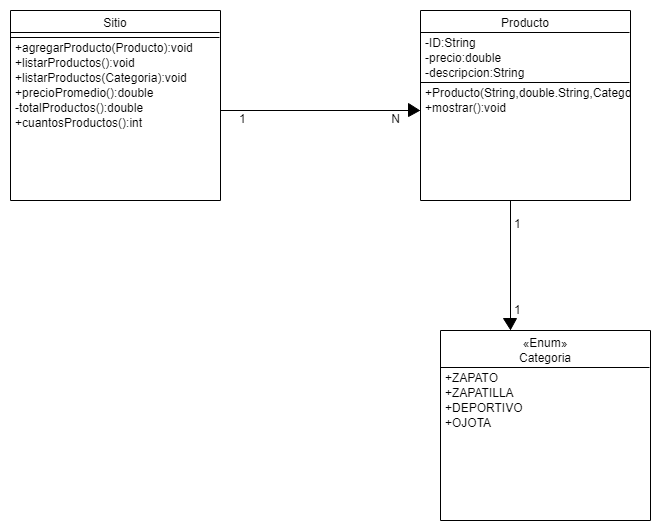 Sitio
+agregarProducto(Producto):void
+listarProductos():void
+listarProductos(Categoria):void
+precioPromedio():double
-totalProductos():double
+cuantosProductos():int
1
N
Producto
-ID:String
-precio:double
-descripcion:String
+Producto(String,double.String,Catego
+mostrar():void
1
1
«Enum»
Categoria
+ZAPATO
+ZAPATILLA
+DEPORTIVO
+OJOTA